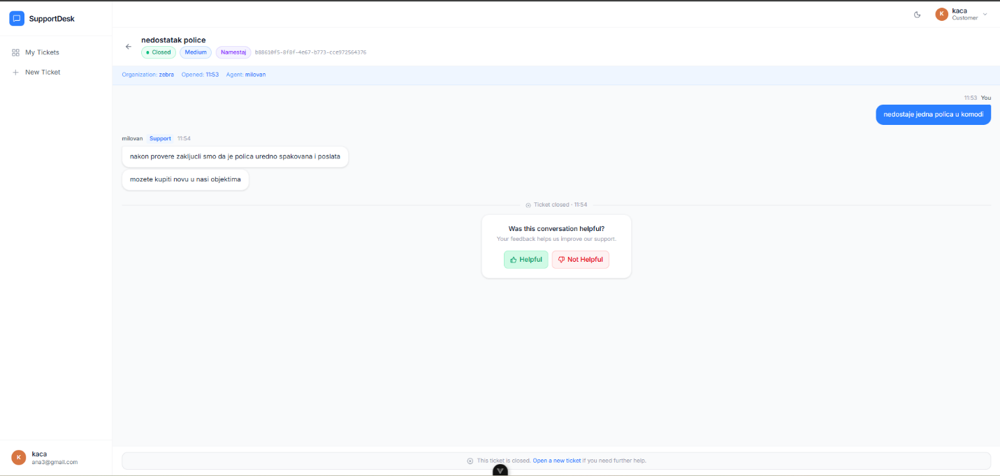 SupportDesk
My Tickets
New Ticket
K
kaca
Customer
nedostatak police
Closed Medium Namestaj b88610f5-8f8f-4e67-b773-cce972564376
Organization: zebra Opened: 11:53 Agent: milovan
11:53 You
nedostaje jedna polica u komodi
milovan Support 11:54
nakon provere zakljucli smo da je polica uredno spakovana i poslata
mozete kupiti novu u nasi objektima
Ticket closed · 11:54
Was this conversation helpful?
Your feedback helps us improve our support.
Helpful Not Helpful
This ticket is closed. Open a new ticket if you need further help.
K
kaca
ana3@gmail.com